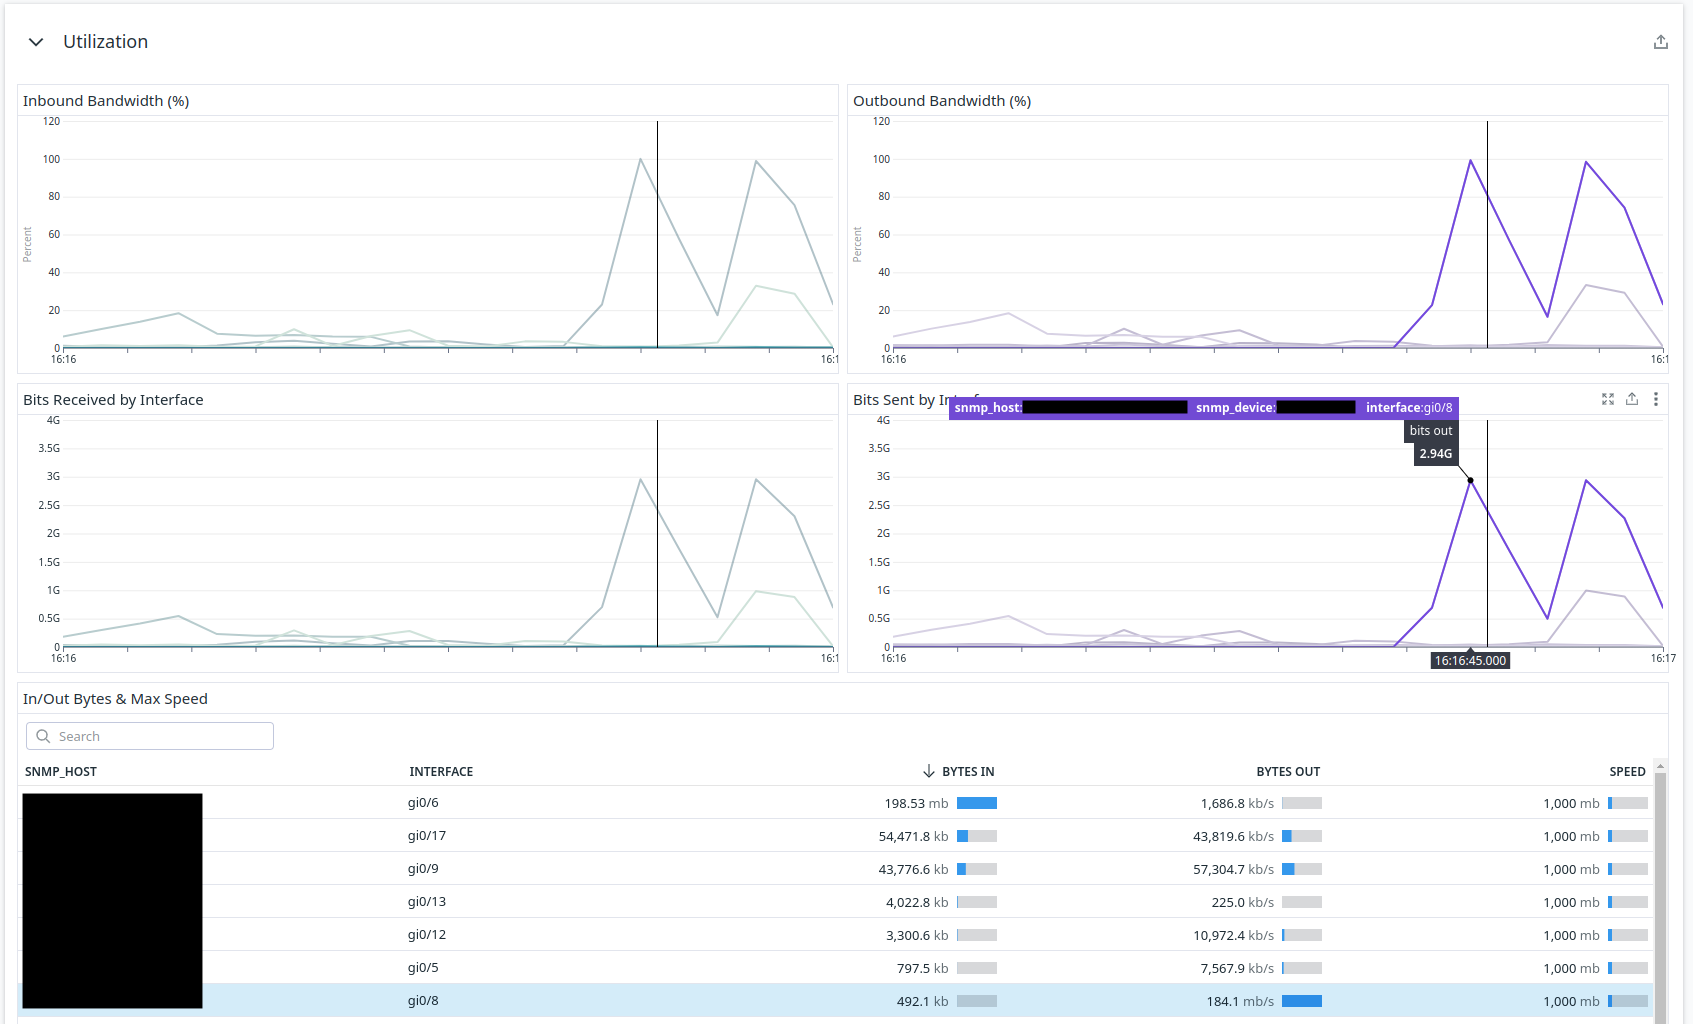 Utilization
Inbound Bandwidth (%)
120
100
80
60
40
20
0
Percent
16:16
16:1
Outbound Bandwidth (%)
120
100
80
60
40
20
0
Percent
16:16
16:1
Bits Received by Interface
4G
3.5G
3G
2.5G
2G
1.5G
1G
0.5G
0
16:16
16:1
Bits Sent by
snmp_host: snmp_device: interface:gi0/8
bits out
2.94G
4G
3.5G
3G
2.5G
2G
1.5G
1G
0.5G
0
16:16
16:16:45.000
16:17
In/Out Bytes & Max Speed
Search
SNMP_HOST INTERFACE BYTES IN BYTES OUT SPEED
gi0/6 198.53 mb 1,686.8 kb/s 1,000 mb
gi0/17 54,471.8 kb 43,819.6 kb/s 1,000 mb
gi0/9 43,776.6 kb 57,304.7 kb/s 1,000 mb
gi0/13 4,022.8 kb 225.0 kb/s 1,000 mb
gi0/12 3,300.6 kb 10,972.4 kb/s 1,000 mb
gi0/5 797.5 kb 7,567.9 kb/s 1,000 mb
gi0/8 492.1 kb 184.1 mb/s 1,000 mb